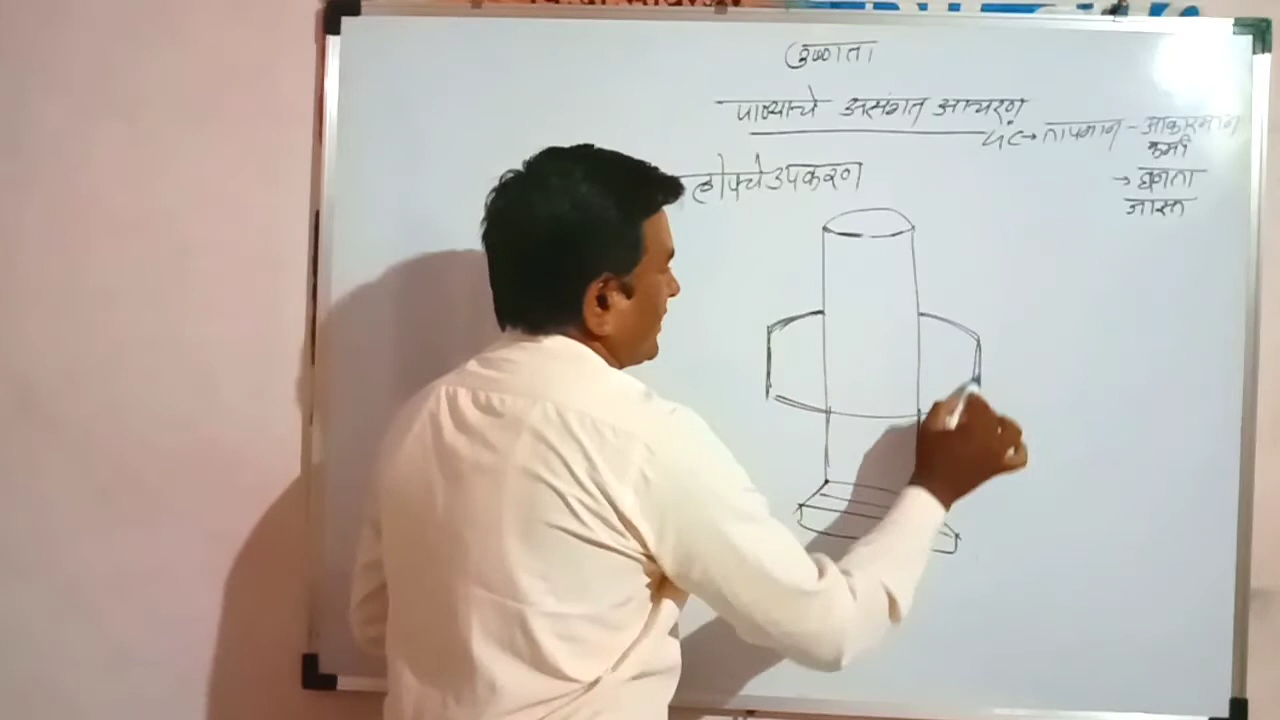 उष्णता
पाण्याचे असंगत आचरण
4°C → तापमान - आकारमान
कमी
→ घनता
जास्त
होपचे उपकरण